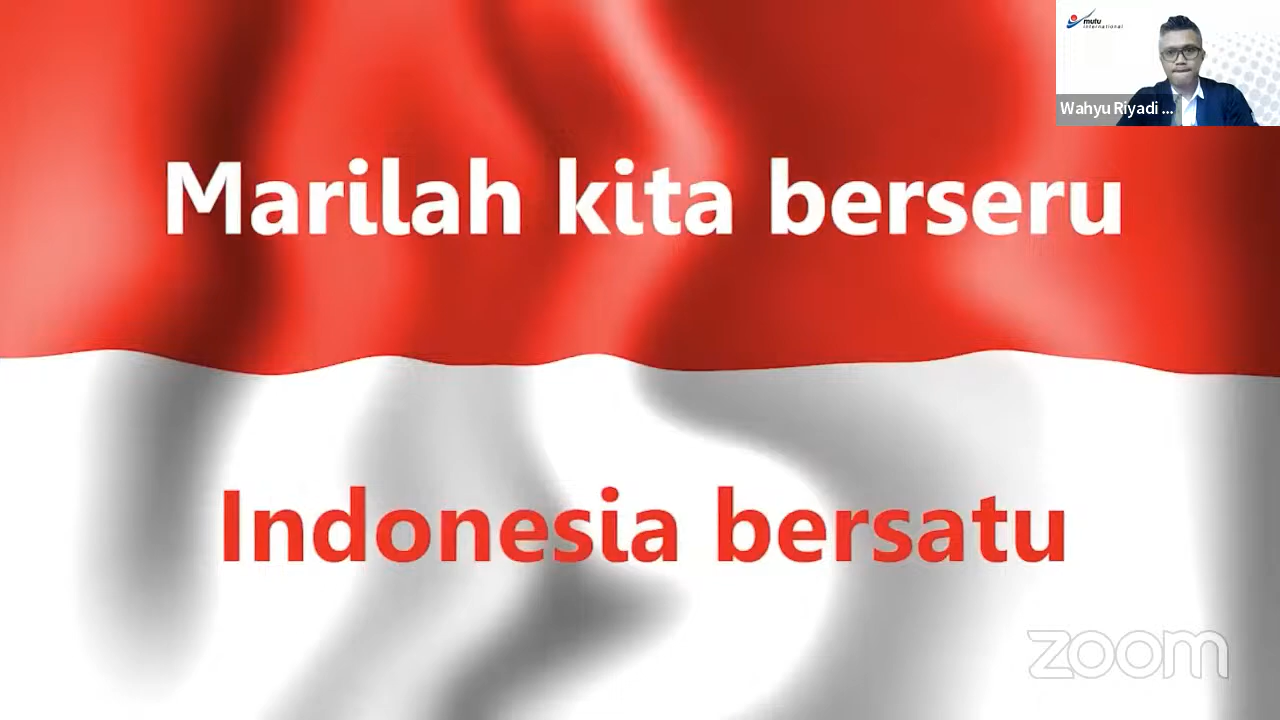 mutu
international
Wahyu Riyadi ...
Marilah kita berseru
Indonesia bersatu
zoom